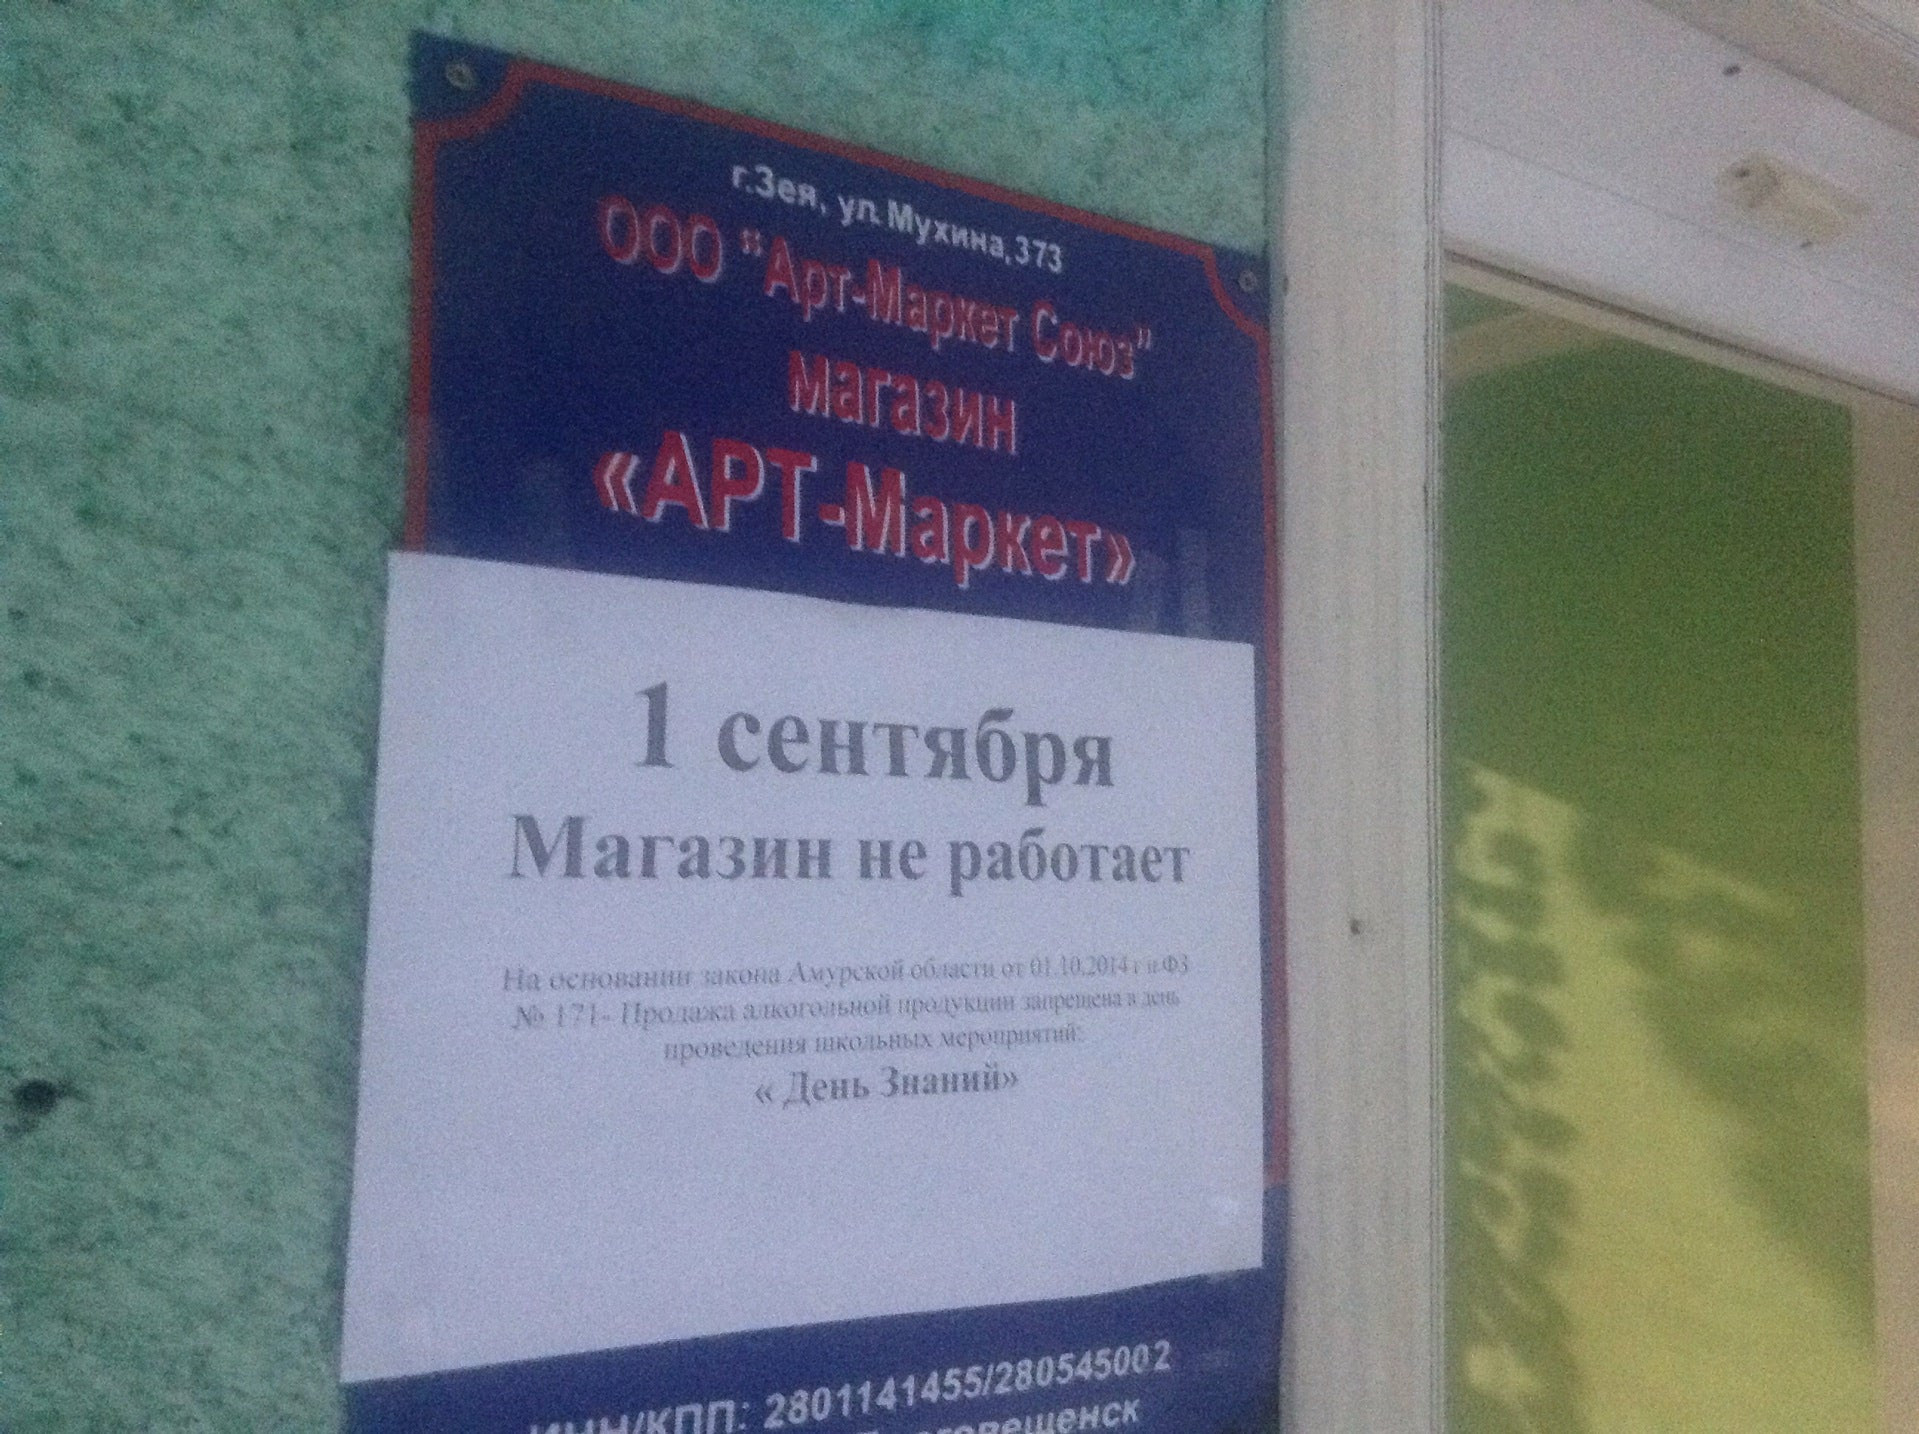 г.Зея, ул.Мухина,373
ООО "Арт-Маркет Союз"
магазин
«АРТ-Маркет»
1 сентября
Магазин не работает
На основании закона Амурской области от 01.10.2014 г и ФЗ
№ 171- Продажа алкогольной продукции запрещена в день
проведения школьных мероприятий:
« День Знаний»
ИНН/КПП: 2801141455/280545002